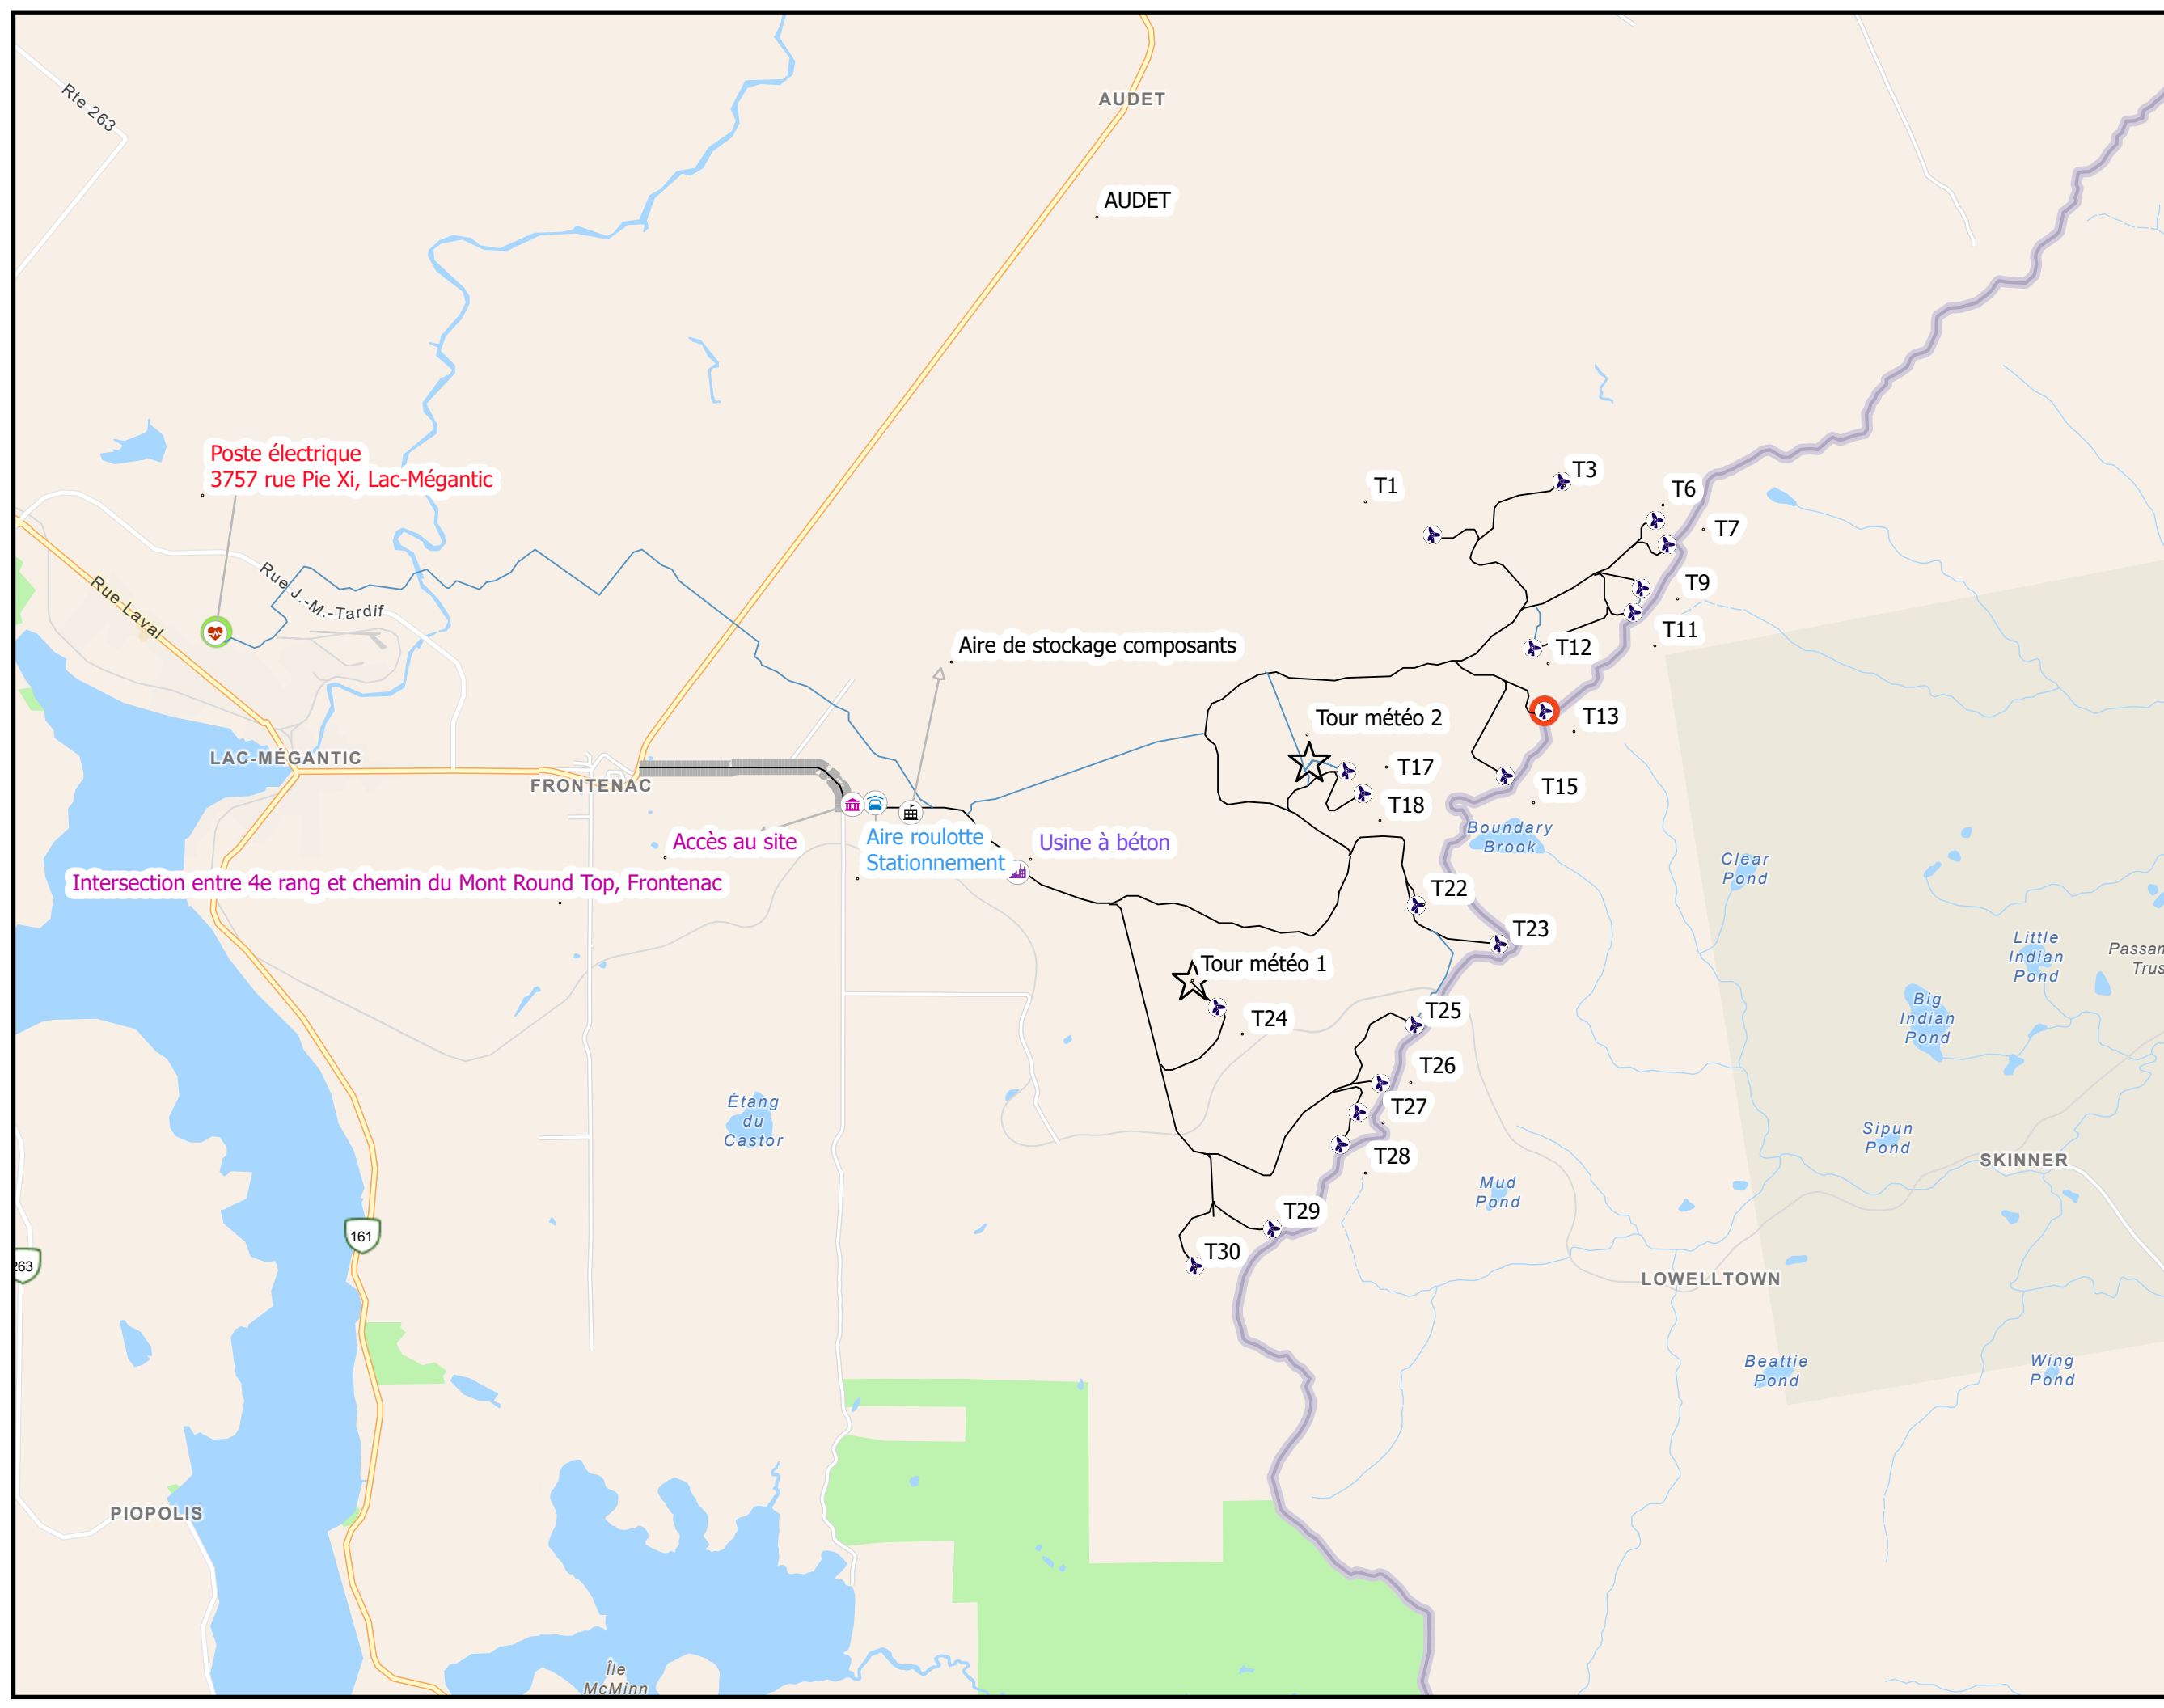 Rte 263
AUDET
AUDET
Poste électrique
3757 rue Pie Xi, Lac-Mégantic
T1
T3
T6
T7
Rue Laval
Rue J.-M.-Tardif
T9
T11
T12
Aire de stockage composants
T13
Tour météo 2
LAC-MÉGANTIC
FRONTENAC
T17
T15
T18
Accès au site
Aire roulotte
Stationnement
Usine à béton
Boundary
Brook
Clear
Pond
Intersection entre 4e rang et chemin du Mont Round Top, Frontenac
T22
T23
Little
Indian
Pond
Tour météo 1
Big
Indian
Pond
T24
T25
T26
T27
Étang
du
Castor
Sipun
Pond
T28
SKINNER
Mud
Pond
T29
161
T30
263
LOWELLTOWN
Beattie
Pond
Wing
Pond
PIOPOLIS
Île
McMinn